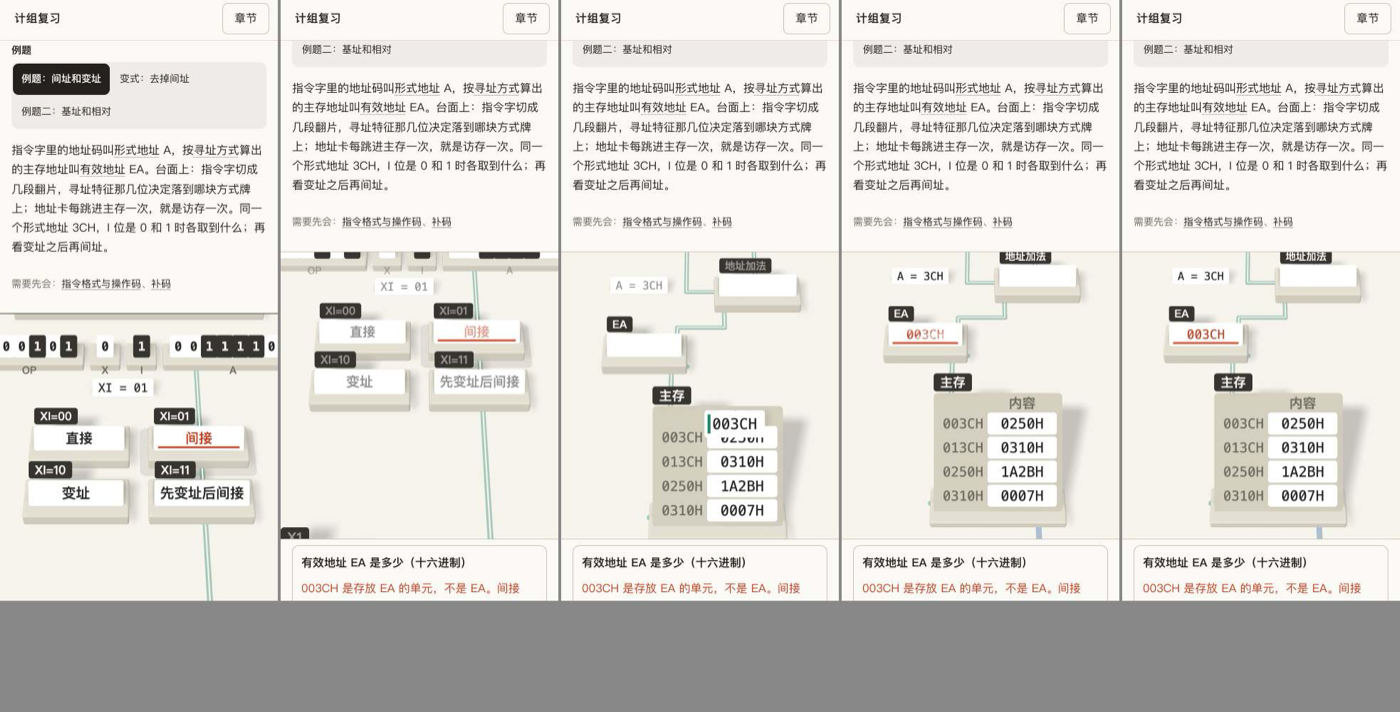 计组复习
章节
例题
例题：间址和变址
变式：去掉间址
例题二：基址和相对
指令字里的地址码叫形式地址 A，按寻址方式算出
的主存地址叫有效地址 EA。台面上：指令字切成
几段翻片，寻址特征那几位决定落到哪块方式牌
上；地址卡每跳进主存一次，就是访存一次。同一
个形式地址 3CH，I 位是 0 和 1 时各取到什么；再
看变址之后再间址。
需要先会：指令格式与操作码、补码
0 0 1 0 1 0 1 0 0 1 1 1 1 0
OP X I A
XI = 01
XI=00 XI=01
直接 间接
XI=10 XI=11
变址 先变址后间接
计组复习
章节
例题二：基址和相对
指令字里的地址码叫形式地址 A，按寻址方式算出
的主存地址叫有效地址 EA。台面上：指令字切成
几段翻片，寻址特征那几位决定落到哪块方式牌
上；地址卡每跳进主存一次，就是访存一次。同一
个形式地址 3CH，I 位是 0 和 1 时各取到什么；再
看变址之后再间址。
需要先会：指令格式与操作码、补码
OP X I A
XI = 01
XI=00 XI=01
直接 间接
XI=10 XI=11
变址 先变址后间接
有效地址 EA 是多少（十六进制）
003CH 是存放 EA 的单元，不是 EA。间接
计组复习
章节
例题二：基址和相对
指令字里的地址码叫形式地址 A，按寻址方式算出
的主存地址叫有效地址 EA。台面上：指令字切成
几段翻片，寻址特征那几位决定落到哪块方式牌
上；地址卡每跳进主存一次，就是访存一次。同一
个形式地址 3CH，I 位是 0 和 1 时各取到什么；再
看变址之后再间址。
需要先会：指令格式与操作码、补码
地址加法
A = 3CH
EA
主存
003CH
003CH 0250H
013CH 0310H
0250H 1A2BH
0310H 0007H
有效地址 EA 是多少（十六进制）
003CH 是存放 EA 的单元，不是 EA。间接
计组复习
章节
例题二：基址和相对
指令字里的地址码叫形式地址 A，按寻址方式算出
的主存地址叫有效地址 EA。台面上：指令字切成
几段翻片，寻址特征那几位决定落到哪块方式牌
上；地址卡每跳进主存一次，就是访存一次。同一
个形式地址 3CH，I 位是 0 和 1 时各取到什么；再
看变址之后再间址。
需要先会：指令格式与操作码、补码
地址加法
A = 3CH
EA
003CH
主存
内容
003CH 0250H
013CH 0310H
0250H 1A2BH
0310H 0007H
有效地址 EA 是多少（十六进制）
003CH 是存放 EA 的单元，不是 EA。间接
计组复习
章节
例题二：基址和相对
指令字里的地址码叫形式地址 A，按寻址方式算出
的主存地址叫有效地址 EA。台面上：指令字切成
几段翻片，寻址特征那几位决定落到哪块方式牌
上；地址卡每跳进主存一次，就是访存一次。同一
个形式地址 3CH，I 位是 0 和 1 时各取到什么；再
看变址之后再间址。
需要先会：指令格式与操作码、补码
地址加法
A = 3CH
EA
003CH
主存
内容
003CH 0250H
013CH 0310H
0250H 1A2BH
0310H 0007H
有效地址 EA 是多少（十六进制）
003CH 是存放 EA 的单元，不是 EA。间接